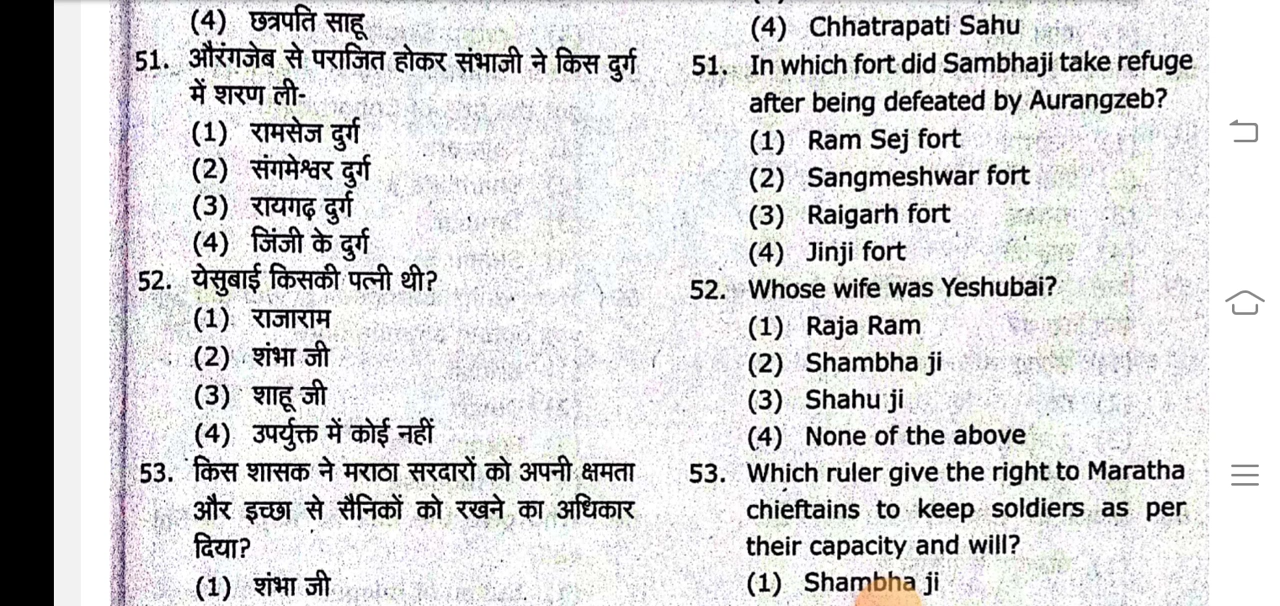 (4) छत्रपति साहू
51. औरंगजेब से पराजित होकर संभाजी ने किस दुर्ग
में शरण ली-
(1) रामसेज दुर्ग
(2) संगमेश्वर दुर्ग
(3) रायगढ़ दुर्ग
(4) जिंजी के दुर्ग
52. येसुबाई किसकी पत्नी थी?
(1) राजाराम
(2) शंभा जी
(3) शाहू जी
(4) उपर्युक्त में कोई नहीं
53. किस शासक ने मराठा सरदारों को अपनी क्षमता
और इच्छा से सैनिकों को रखने का अधिकार
दिया?
(1) शंभा जी
(4) Chhatrapati Sahu
51. In which fort did Sambhaji take refuge
after being defeated by Aurangzeb?
(1) Ram Sej fort
(2) Sangmeshwar fort
(3) Raigarh fort
(4) Jinji fort
52. Whose wife was Yeshubai?
(1) Raja Ram
(2) Shambha ji
(3) Shahu ji
(4) None of the above
53. Which ruler give the right to Maratha
chieftains to keep soldiers as per
their capacity and will?
(1) Shambha ji